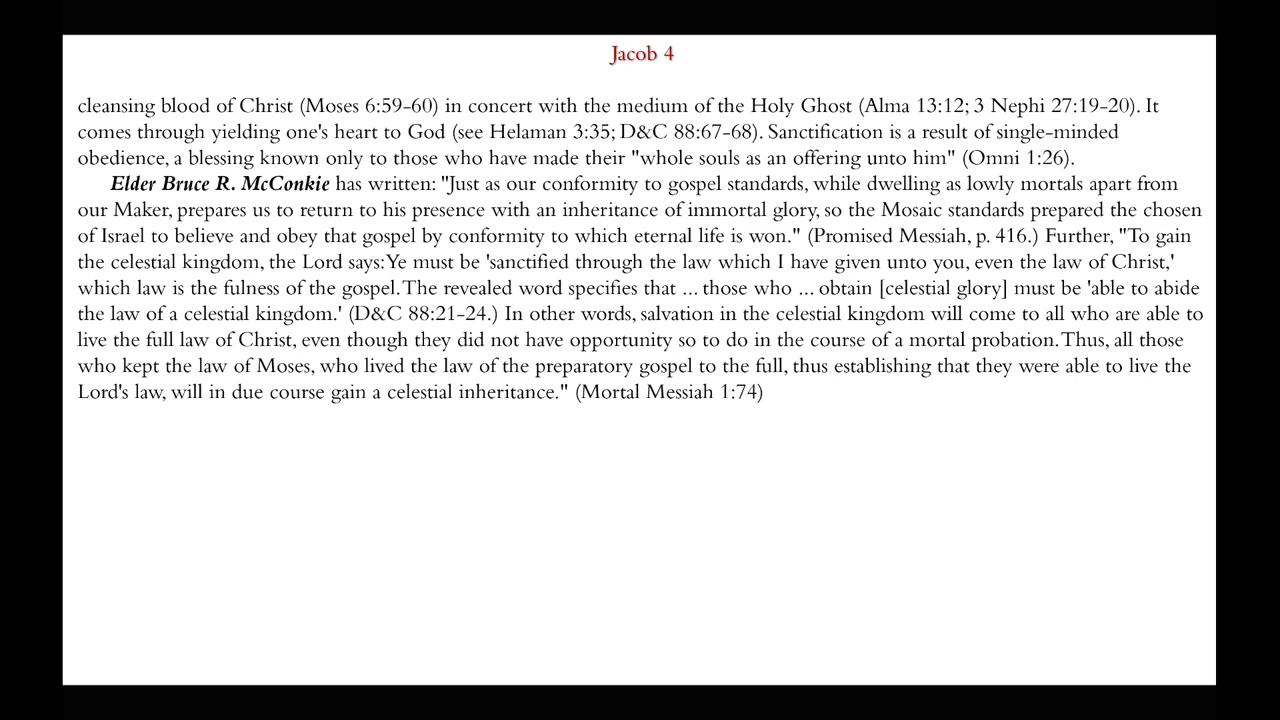 Jacob 4
cleansing blood of Christ (Moses 6:59-60) in concert with the medium of the Holy Ghost (Alma 13:12; 3 Nephi 27:19-20). It
comes through yielding one's heart to God (see Helaman 3:35; D&C 88:67-68). Sanctification is a result of single-minded
obedience, a blessing known only to those who have made their "whole souls as an offering unto him" (Omni 1:26).
Elder Bruce R. McConkie has written: "Just as our conformity to gospel standards, while dwelling as lowly mortals apart from
our Maker, prepares us to return to his presence with an inheritance of immortal glory, so the Mosaic standards prepared the chosen
of Israel to believe and obey that gospel by conformity to which eternal life is won." (Promised Messiah, p. 416.) Further, "To gain
the celestial kingdom, the Lord says: Ye must be 'sanctified through the law which I have given unto you, even the law of Christ,'
which law is the fulness of the gospel. The revealed word specifies that ... those who ... obtain [celestial glory] must be 'able to abide
the law of a celestial kingdom.' (D&C 88:21-24.) In other words, salvation in the celestial kingdom will come to all who are able to
live the full law of Christ, even though they did not have opportunity so to do in the course of a mortal probation. Thus, all those
who kept the law of Moses, who lived the law of the preparatory gospel to the full, thus establishing that they were able to live the
Lord's law, will in due course gain a celestial inheritance." (Mortal Messiah 1:74)